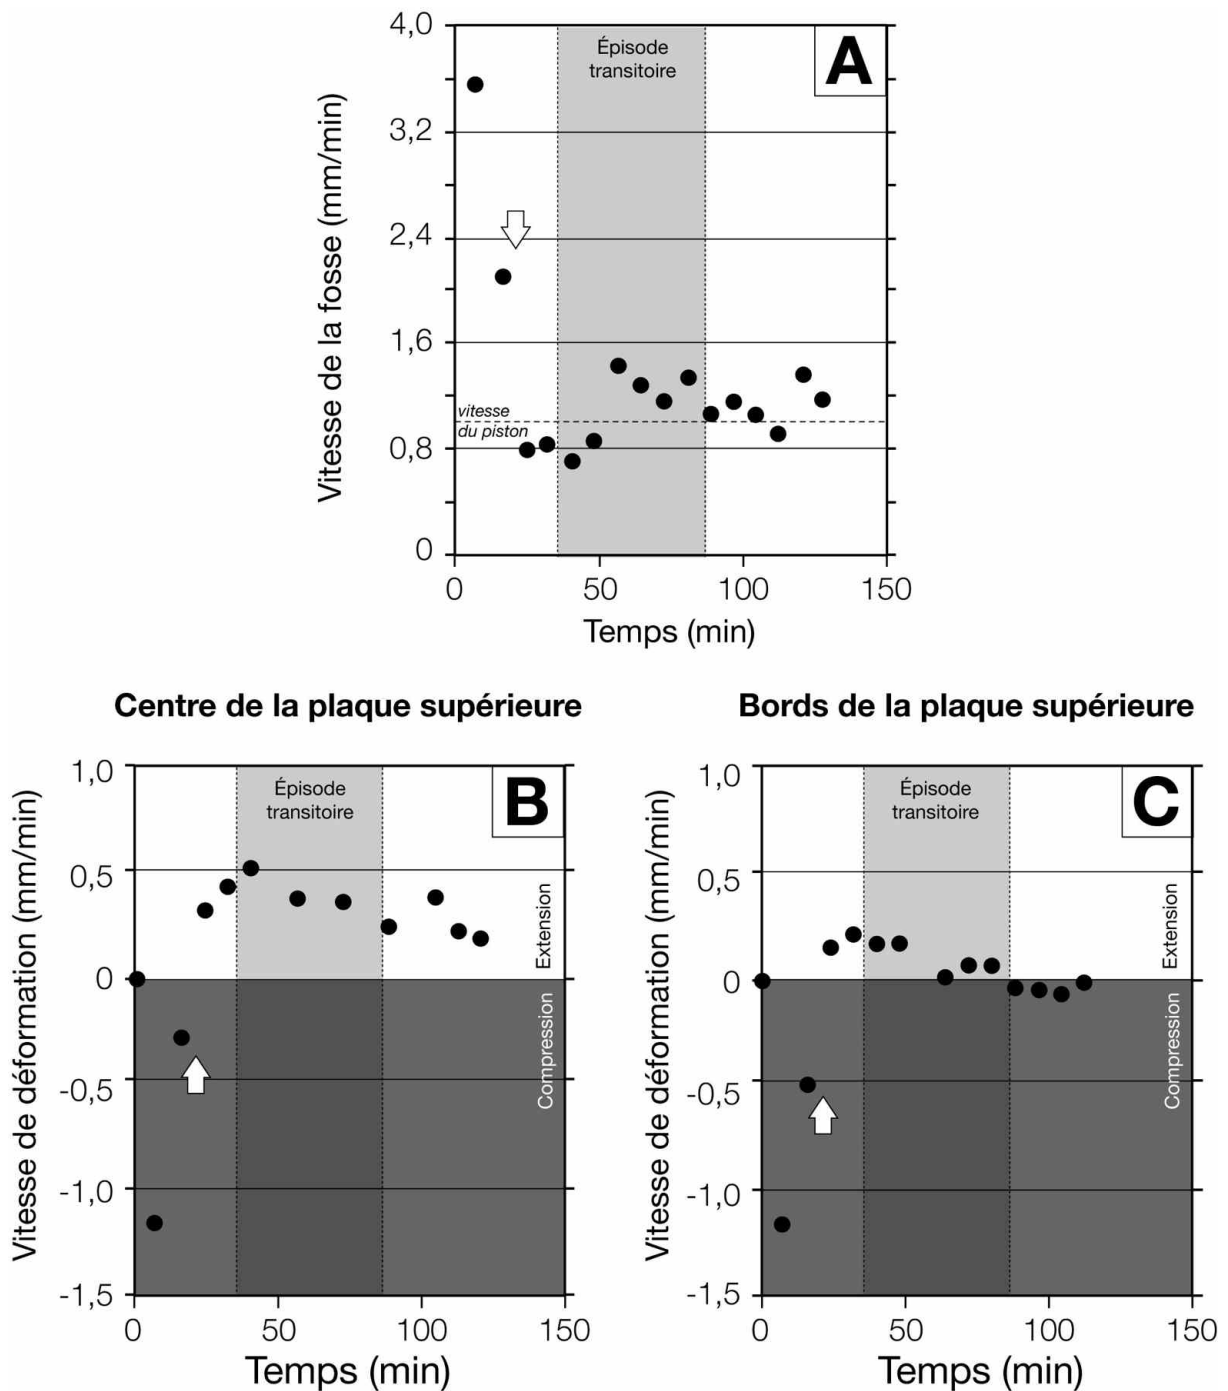 4,0
3,2
2,4
1,6
0,8
0
Vitesse de la fosse (mm/min)
Épisode
transitoire
A
vitesse
du piston
0
50
100
150
Temps (min)
Centre de la plaque supérieure
1,0
0,5
0
-0,5
-1,0
-1,5
Vitesse de déformation (mm/min)
Épisode
transitoire
B
Extension
Compression
0
50
100
150
Temps (min)
Bords de la plaque supérieure
1,0
0,5
0
-0,5
-1,0
-1,5
Vitesse de déformation (mm/min)
Épisode
transitoire
C
Extension
Compression
0
50
100
150
Temps (min)